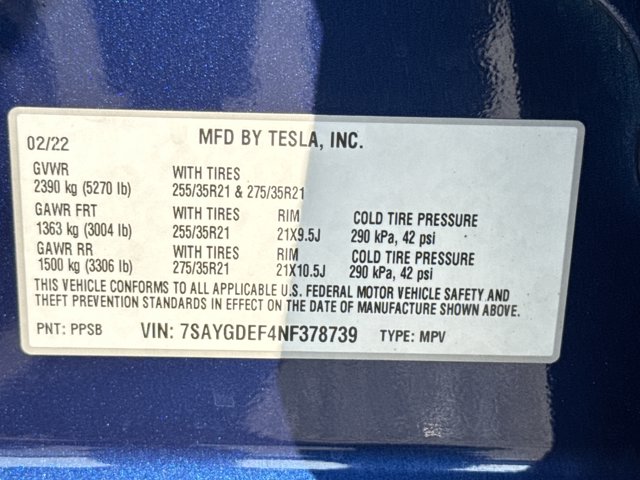 02/22 MFD BY TESLA, INC.
GVWR WITH TIRES
2390 kg (5270 lb) 255/35R21 & 275/35R21
GAWR FRT WITH TIRES RIM COLD TIRE PRESSURE
1363 kg (3004 lb) 255/35R21 21X9.5J 290 kPa, 42 psi
GAWR RR WITH TIRES RIM COLD TIRE PRESSURE
1500 kg (3306 lb) 275/35R21 21X10.5J 290 kPa, 42 psi
THIS VEHICLE CONFORMS TO ALL APPLICABLE U.S. FEDERAL MOTOR VEHICLE SAFETY AND
THEFT PREVENTION STANDARDS IN EFFECT ON THE DATE OF MANUFACTURE SHOWN ABOVE.
PNT: PPSB VIN: 7SAYGDEF4NF378739 TYPE: MPV